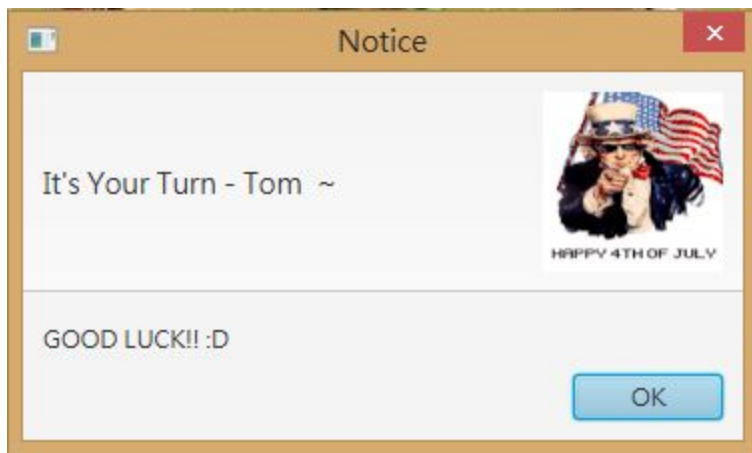 Notice
It's Your Turn - Tom ~
HAPPY 4TH OF JULY
GOOD LUCK!! :D
OK